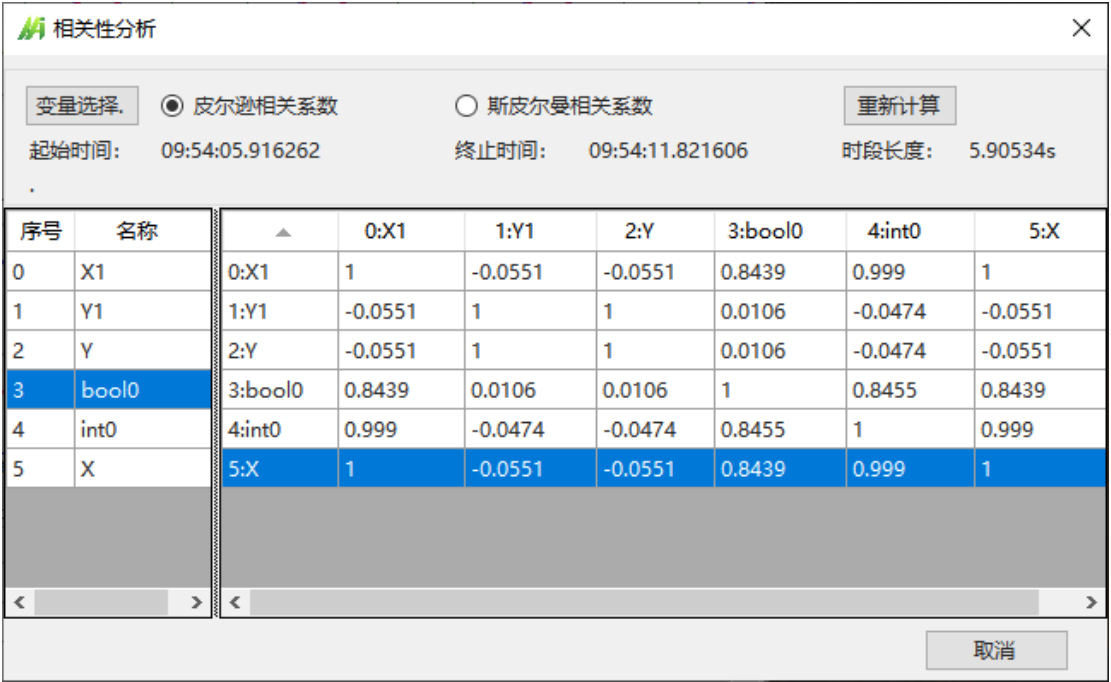 相关性分析
变量选择. 皮尔逊相关系数 斯皮尔曼相关系数 重新计算
起始时间: 09:54:05.916262 终止时间: 09:54:11.821606 时段长度: 5.90534s
.
序号 名称 0:X1 1:Y1 2:Y 3:bool0 4:int0 5:X
0 X1 0:X1 1 -0.0551 -0.0551 0.8439 0.999 1
1 Y1 1:Y1 -0.0551 1 1 0.0106 -0.0474 -0.0551
2 Y 2:Y -0.0551 1 1 0.0106 -0.0474 -0.0551
3 bool0 3:bool0 0.8439 0.0106 0.0106 1 0.8455 0.8439
4 int0 4:int0 0.999 -0.0474 -0.0474 0.8455 1 0.999
5 X 5:X 1 -0.0551 -0.0551 0.8439 0.999 1
取消